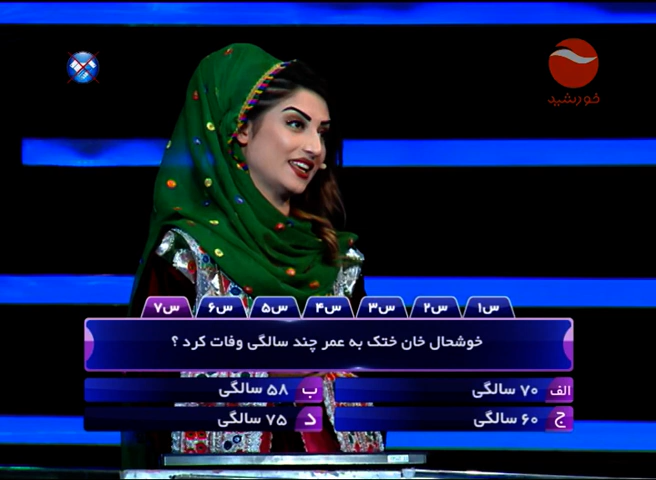 خورشید
س۱ س۲ س۳ س۴ س۵ س۶ س۷
خوشحال خان ختک به عمر چند سالگی وفات کرد ؟
الف ۷۰ سالگی ب ۵۸ سالگی
ج ۶۰ سالگی د ۷۵ سالگی